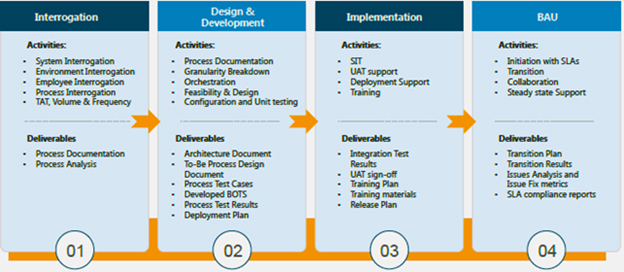 Interrogation
Activities:
• System Interrogation
• Environment Interrogation
• Employee Interrogation
• Process Interrogation
• TAT, Volume & Frequency
Deliverables
• Process Documentation
• Process Analysis
01
Design &
Development
Activities:
• Process Documentation
• Granularity Breakdown
• Orchestration
• Feasibility & Design
• Configuration and Unit testing
Deliverables
• Architecture Document
• To-Be Process Design
Document
• Process Test Cases
• Developed BOTS
• Process Test Results
• Deployment Plan
02
Implementation
Activities:
• SIT
• UAT support
• Deployment Support
• Training
Deliverables
• Integration Test
Results
• UAT sign-off
• Training Plan
• Training materials
• Release Plan
03
BAU
Activities:
• Initiation with SLAs
• Transition
• Collaboration
• Steady state Support
Deliverables
• Transition Plan
• Transition Results
• Issues Analysis and
Issue Fix metrics
• SLA compliance reports
04